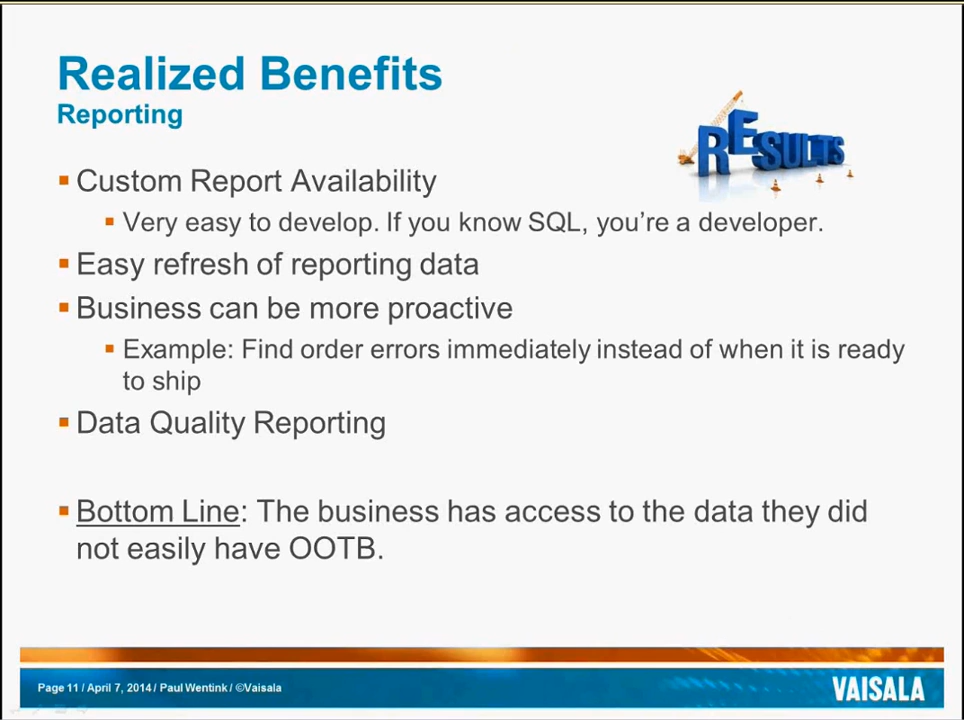 Realized Benefits
Reporting
RESULTS
Custom Report Availability
Very easy to develop. If you know SQL, you're a developer.
Easy refresh of reporting data
Business can be more proactive
Example: Find order errors immediately instead of when it is ready
to ship
Data Quality Reporting
Bottom Line: The business has access to the data they did
not easily have OOTB.
Page 11 / April 7, 2014 / Paul Wentink / ©Vaisala
VAISALA